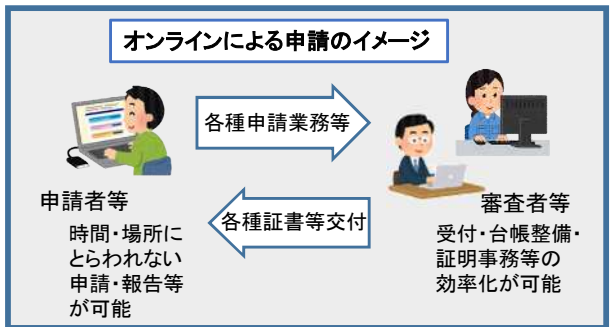 オンラインによる申請のイメージ
各種申請業務等
各種証書等交付
申請者等
時間・場所に
とらわれない
申請・報告等
が可能
審査者等
受付・台帳整備・
証明事務等の
効率化が可能